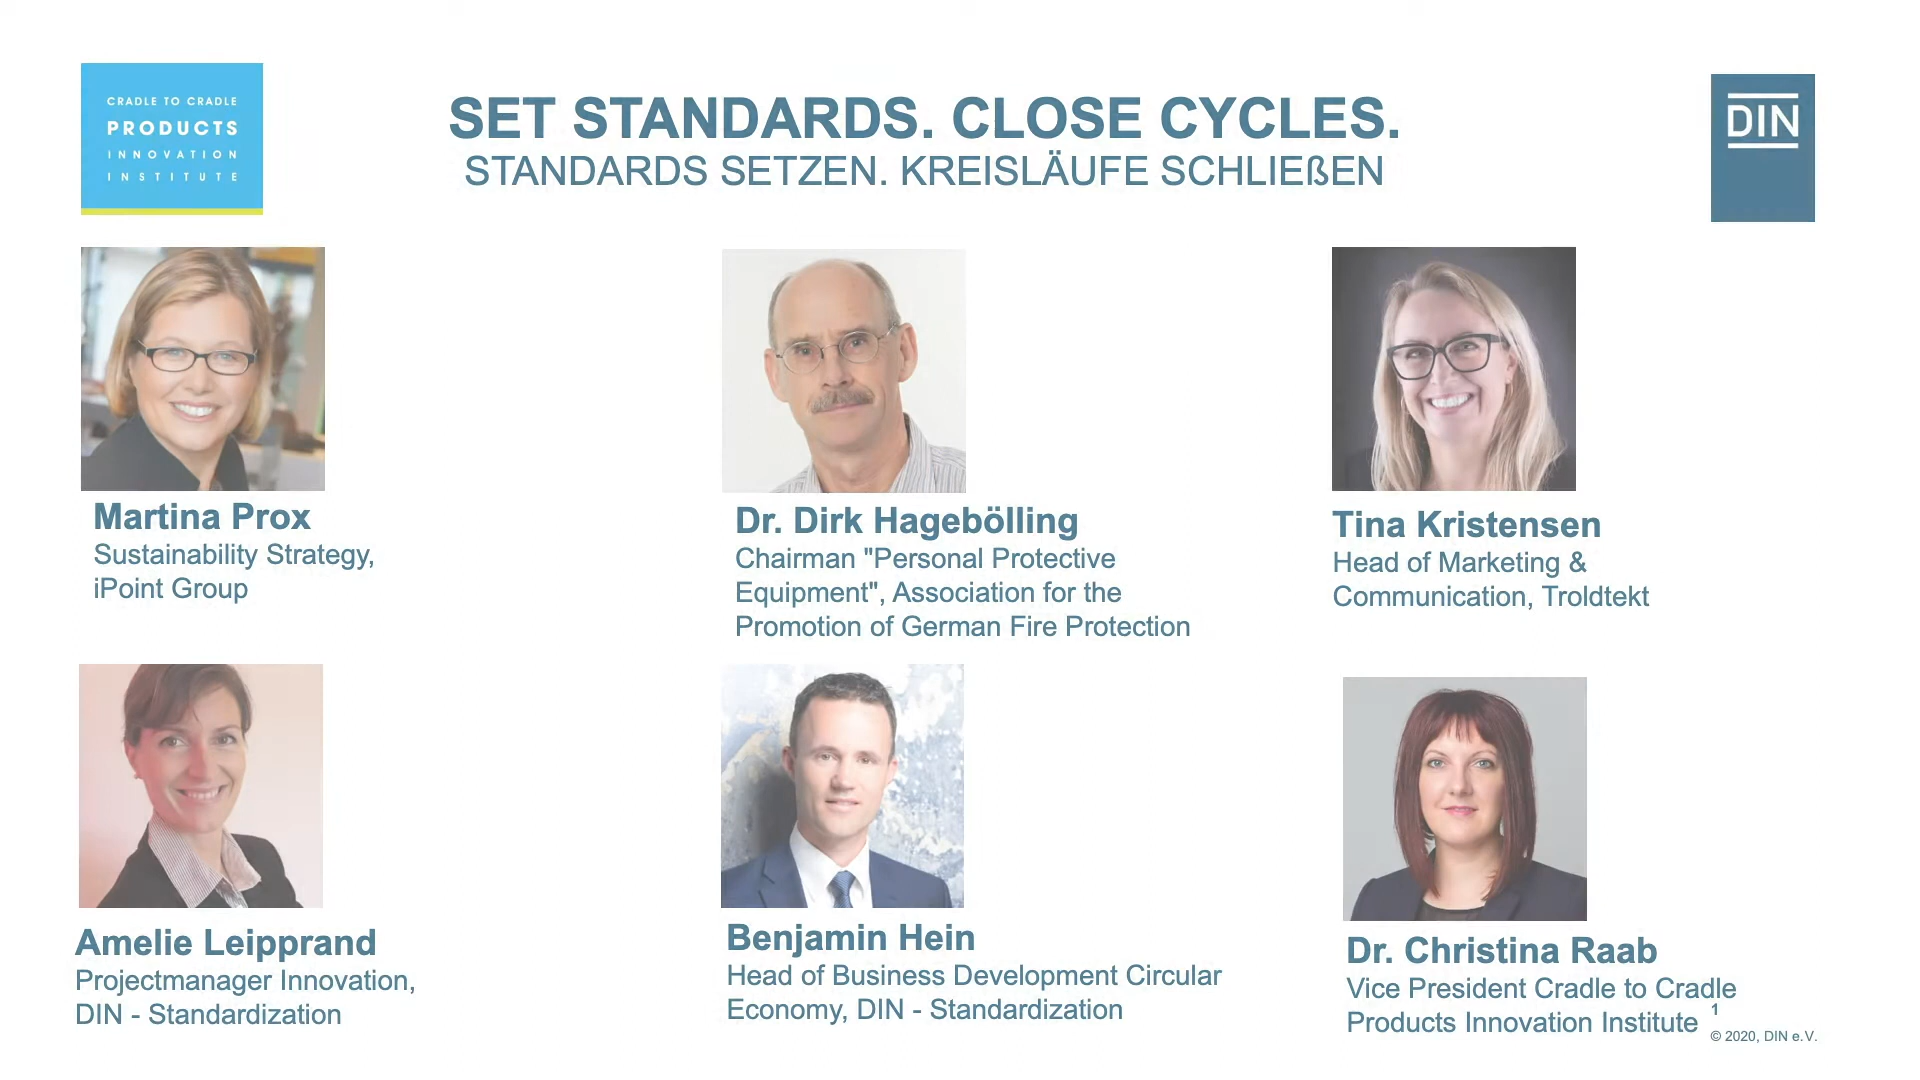 CRADLE TO CRADLE
PRODUCTS
INNOVATION
INSTITUTE
SET STANDARDS. CLOSE CYCLES.
STANDARDS SETZEN. KREISLÄUFE SCHLIEßEN
DIN
Martina Prox
Sustainability Strategy,
iPoint Group
Dr. Dirk Hagebölling
Chairman "Personal Protective
Equipment", Association for the
Promotion of German Fire Protection
Tina Kristensen
Head of Marketing &
Communication, Troldtekt
Amelie Leipprand
Projectmanager Innovation,
DIN - Standardization
Benjamin Hein
Head of Business Development Circular
Economy, DIN - Standardization
Dr. Christina Raab
Vice President Cradle to Cradle
Products Innovation Institute
1
© 2020, DIN e.V.